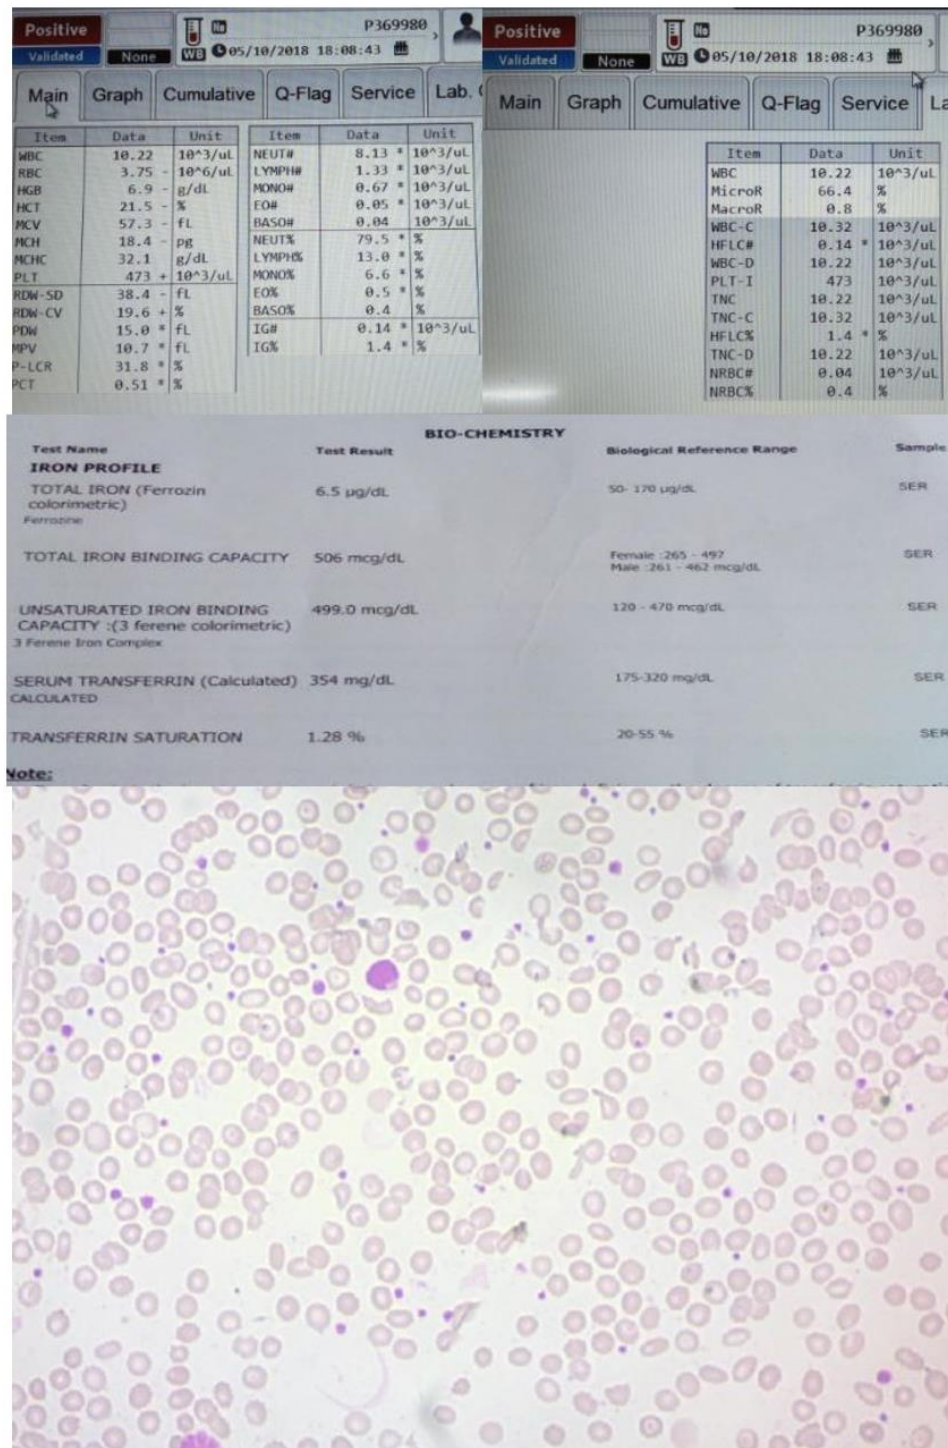 Positive
Validated
None
No
P369980
WB 05/10/2018 18:08:43
Main Graph Cumulative Q-Flag Service Lab.
Item Data Unit
WBC 10.22 10^3/uL
RBC 3.75 - 10^6/uL
HGB 6.9 - g/dL
HCT 21.5 - %
MCV 57.3 - fL
MCH 18.4 - pg
MCHC 32.1 g/dL
PLT 473 + 10^3/uL
RDW-SD 38.4 - fL
RDW-CV 19.6 + %
PDW 15.0 * fL
MPV 10.7 * fL
P-LCR 31.8 * %
PCT 0.51 * %
Item Data Unit
NEUT# 8.13 * 10^3/uL
LYMPH# 1.33 * 10^3/uL
MONO# 0.67 * 10^3/uL
EO# 0.05 * 10^3/uL
BASO# 0.04 10^3/uL
NEUT% 79.5 * %
LYMPH% 13.0 * %
MONO% 6.6 * %
EO% 0.5 * %
BASO% 0.4 %
IG# 0.14 * 10^3/uL
IG% 1.4 * %
Positive
Validated
None
No
P369980
WB 05/10/2018 18:08:43
Main Graph Cumulative Q-Flag Service La
Item Data Unit
WBC 10.22 10^3/uL
MicroR 66.4 %
MacroR 0.8 %
WBC-C 10.32 10^3/uL
HFLC# 0.14 * 10^3/uL
WBC-D 10.22 10^3/uL
PLT-I 473 10^3/uL
TNC 10.22 10^3/uL
TNC-C 10.32 10^3/uL
HFLC% 1.4 * %
TNC-D 10.22 10^3/uL
NRBC# 0.04 10^3/uL
NRBC% 0.4 %
BIO-CHEMISTRY
Test Name Test Result Biological Reference Range Sample
IRON PROFILE
TOTAL IRON (Ferrozin 6.5 µg/dL 50- 170 µg/dL SER
colorimetric)
Ferrozine
TOTAL IRON BINDING CAPACITY 506 mcg/dL Female :265 - 497 SER
Male :261 - 462 mcg/dL
UNSATURATED IRON BINDING 499.0 mcg/dL 120 - 470 mcg/dL SER
CAPACITY :(3 ferene colorimetric)
3 Ferene Iron Complex
SERUM TRANSFERRIN (Calculated) 354 mg/dL 175-320 mg/dL SER
CALCULATED
TRANSFERRIN SATURATION 1.28 % 20-55 % SER
Note: